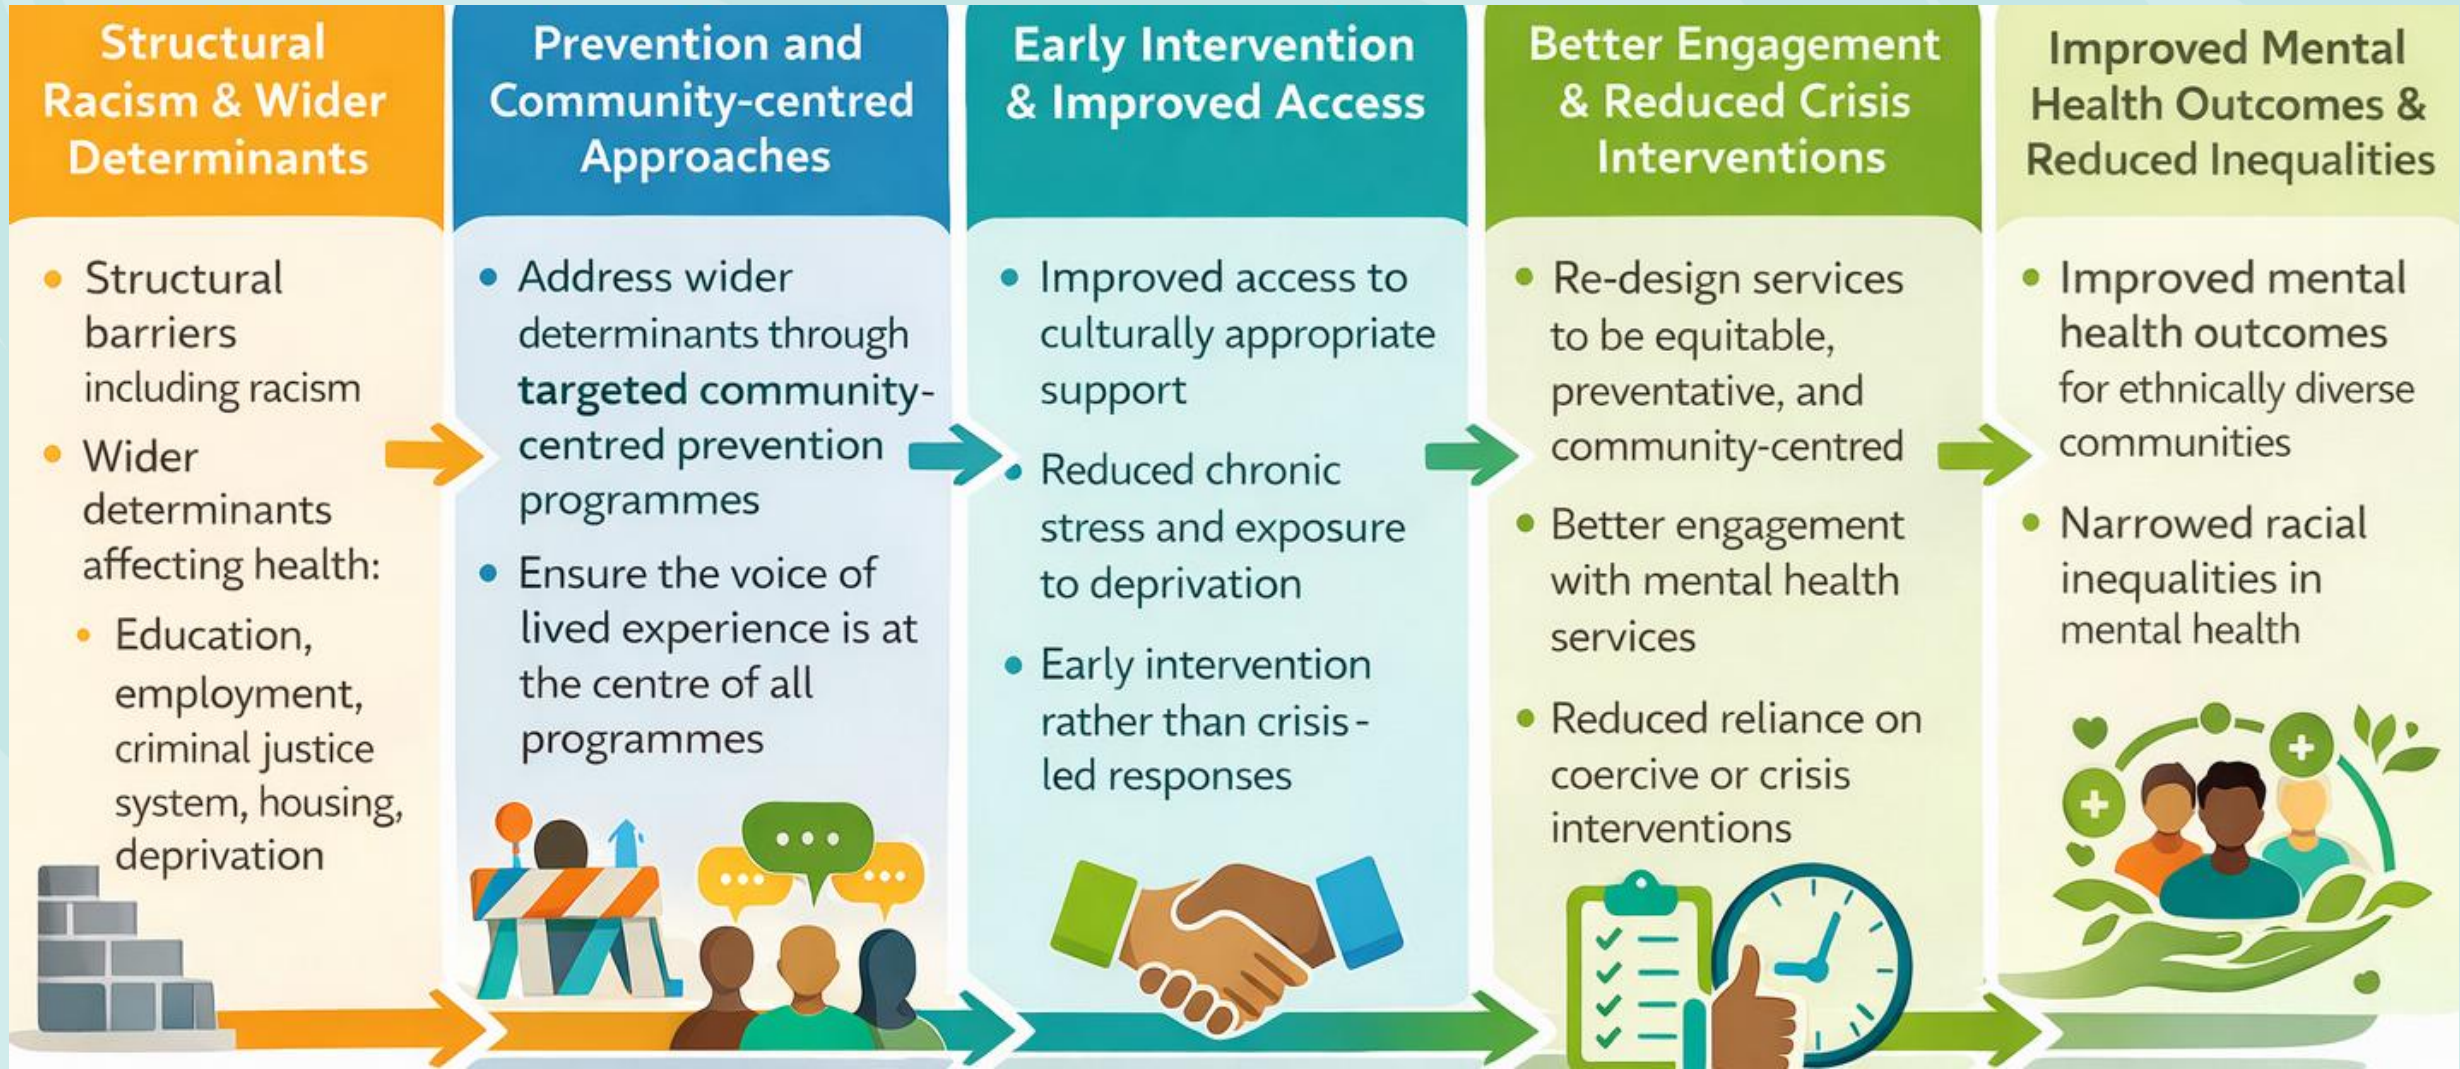 Structural
Racism & Wider
Determinants
• Structural
barriers
including racism
• Wider
determinants
affecting health:
• Education,
employment,
criminal justice
system, housing,
deprivation
Prevention and
Community-centred
Approaches
• Address wider
determinants through
targeted community-
centred prevention
programmes
• Ensure the voice of
lived experience is at
the centre of all
programmes
Early Intervention
& Improved Access
• Improved access to
culturally appropriate
support
• Reduced chronic
stress and exposure
to deprivation
• Early intervention
rather than crisis-
led responses
Better Engagement
& Reduced Crisis
Interventions
• Re-design services
to be equitable,
preventative, and
community-centred
• Better engagement
with mental health
services
• Reduced reliance on
coercive or crisis
interventions
Improved Mental
Health Outcomes &
Reduced Inequalities
• Improved mental
health outcomes
for ethnically diverse
communities
• Narrowed racial
inequalities in
mental health